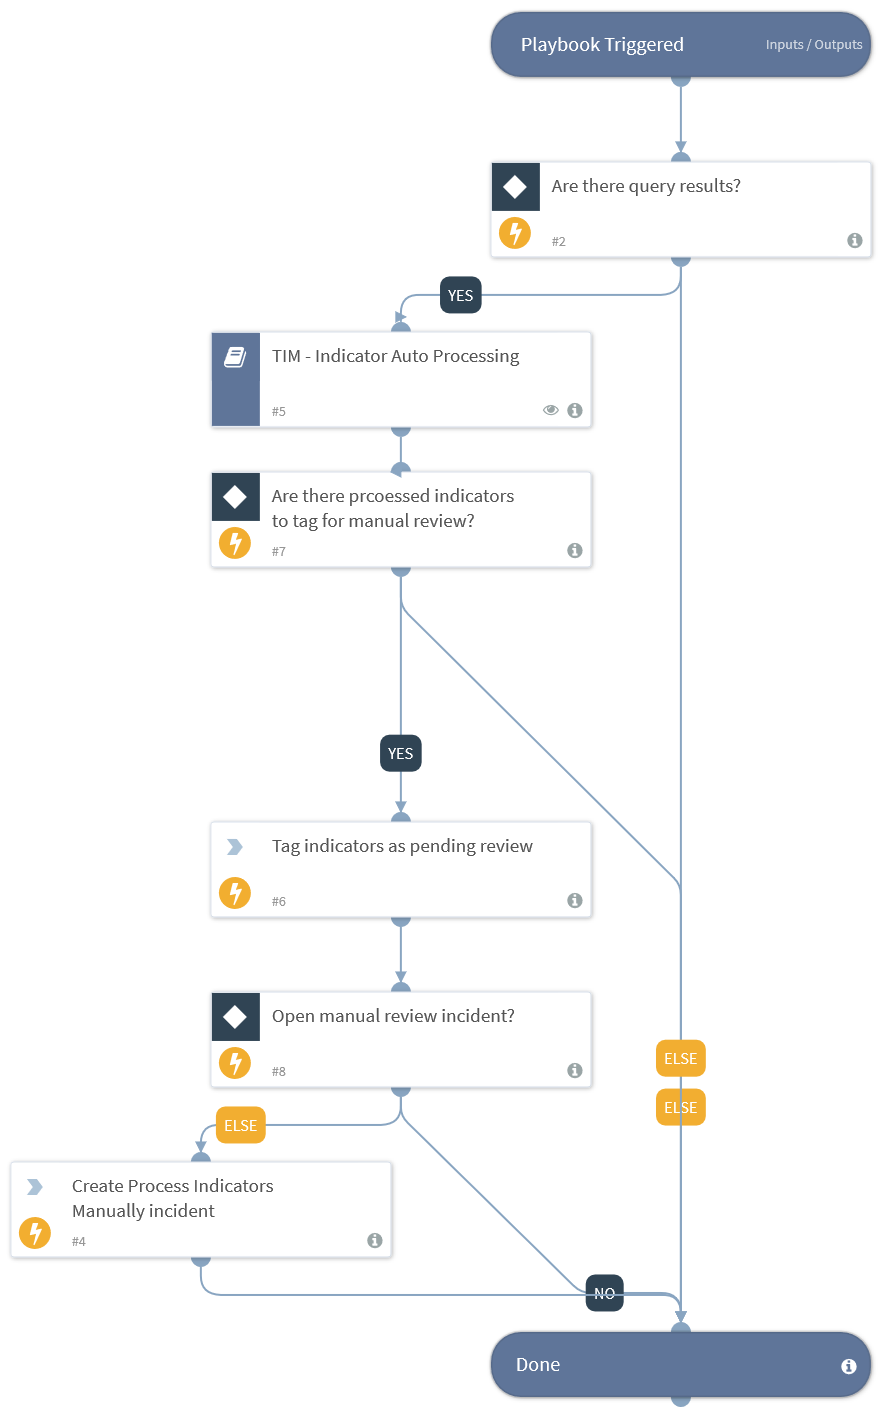 Playbook Triggered
Inputs / Outputs
Are there query results?
#2
YES
TIM - Indicator Auto Processing
#5
Are there prcoessed indicators
to tag for manual review?
#7
YES
Tag indicators as pending review
#6
Open manual review incident?
#8
ELSE
ELSE
ELSE
Create Process Indicators
Manually incident
#4
NO
Done